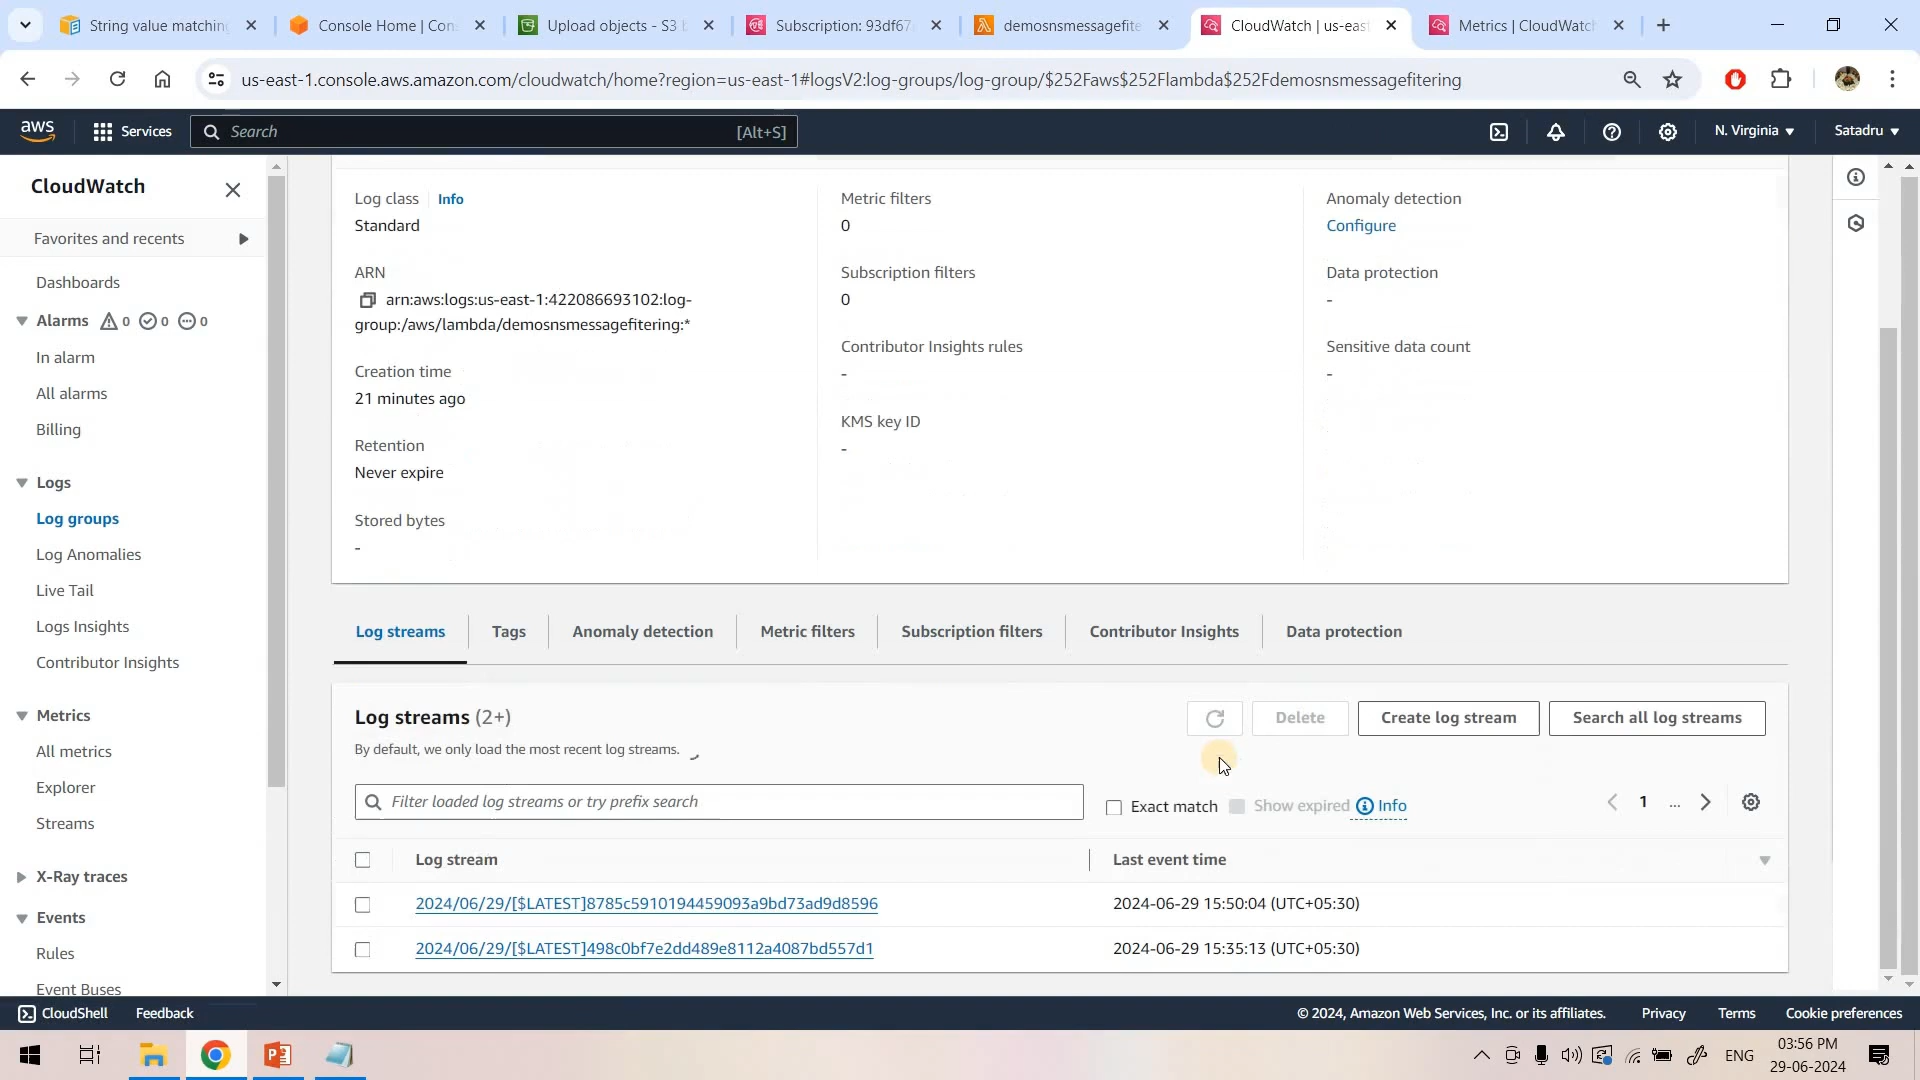 String value matching
Console Home | Con
Upload objects - S3 b
Subscription: 93df67
demosnsmessagefite
CloudWatch | us-eas
Metrics | CloudWatc
us-east-1.console.aws.amazon.com/cloudwatch/home?region=us-east-1#logsV2:log-groups/log-group/$252Faws$252Flambda$252Fdemosnsmessagefitering
aws
Services
Search
[Alt+S]
N. Virginia
Satadru
CloudWatch
Favorites and recents
Dashboards
Alarms 0 0 0
In alarm
All alarms
Billing
Logs
Log groups
Log Anomalies
Live Tail
Logs Insights
Contributor Insights
Metrics
All metrics
Explorer
Streams
X-Ray traces
Events
Rules
Event Buses
Log class Info
Standard
ARN
arn:aws:logs:us-east-1:422086693102:log-
group:/aws/lambda/demosnsmessagefitering:*
Creation time
21 minutes ago
Retention
Never expire
Stored bytes
-
Metric filters
0
Subscription filters
0
Contributor Insights rules
-
KMS key ID
-
Anomaly detection
Configure
Data protection
-
Sensitive data count
-
Log streams
Tags
Anomaly detection
Metric filters
Subscription filters
Contributor Insights
Data protection
Log streams (2+)
By default, we only load the most recent log streams.
Delete
Create log stream
Search all log streams
Filter loaded log streams or try prefix search
Exact match
Show expired
Info
1 ...
Log stream
Last event time
2024/06/29/[$LATEST]8785c5910194459093a9bd73ad9d8596
2024-06-29 15:50:04 (UTC+05:30)
2024/06/29/[$LATEST]498c0bf7e2dd489e8112a4087bd557d1
2024-06-29 15:35:13 (UTC+05:30)
CloudShell
Feedback
© 2024, Amazon Web Services, Inc. or its affiliates.
Privacy
Terms
Cookie preferences
ENG
03:56 PM
29-06-2024